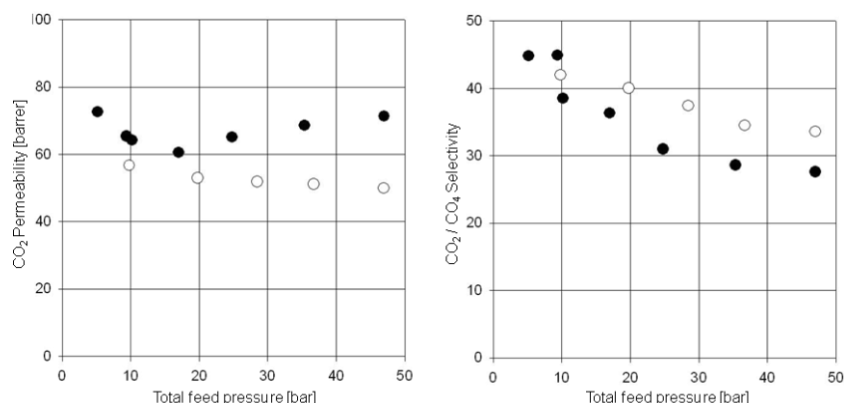 100
80
60
40
20
0
0 10 20 30 40 50
CO₂ Permeability [barrer]
Total feed pressure [bar]
50
40
30
20
10
0
0 10 20 30 40 50
CO₂ / CO₄ Selectivity
Total feed pressure [bar]